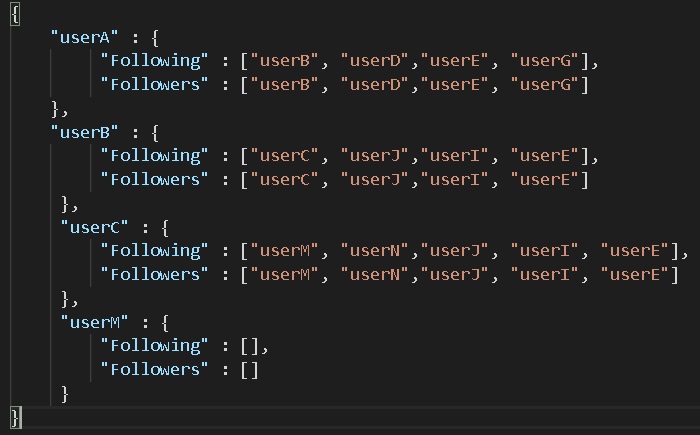 {
    "userA" : {
         "Following" : ["userB", "userD","userE", "userG"],
         "Followers" : ["userB", "userD","userE", "userG"]
    },
    "userB" : {
         "Following" : ["userC", "userJ","userI", "userE"],
         "Followers" : ["userC", "userJ","userI", "userE"]
     },
     "userC" : {
         "Following" : ["userM", "userN","userJ", "userI", "userE"],
         "Followers" : ["userM", "userN","userJ", "userI", "userE"]
     },
     "userM" : {
         "Following" : [],
         "Followers" : []
     }
}